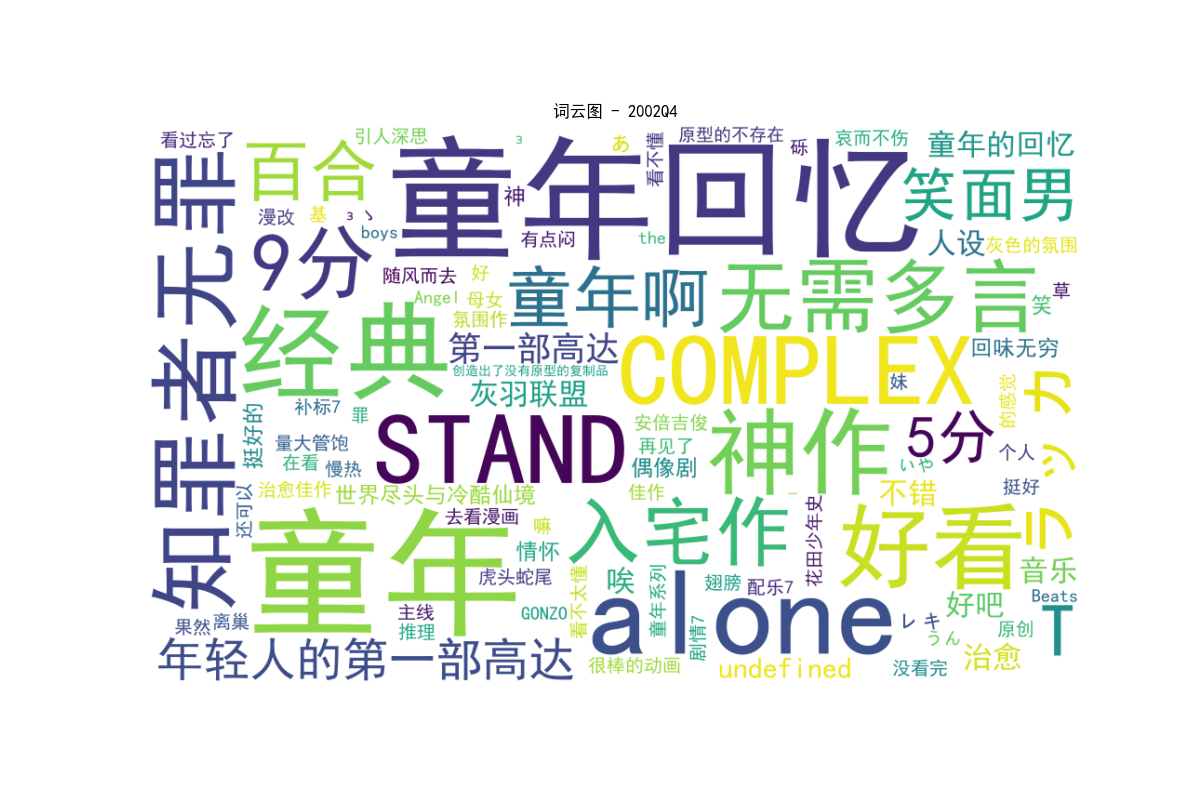 词云图 - 2002Q4
看过忘了
引人深思
童年回忆
3
あ
看不懂
原型的不存在
砾
哀而不伤
童年的回忆
百合
知罪者无罪
神
笑面男
漫改
基
3 ゝ
boys
9分
有点闷
the
人设
灰色的氛围
随风而去
好
童年啊
无需多言
草
笑
Angel
母女
氛围作
经典
第一部高达
COMPLEX
回味无穷
创造出了没有原型的复制品
灰羽联盟
妹
ラッカ
的感觉
补标7
罪
挺好的
STAND
安倍吉俊
神作
5分
量大管饱
再见了
个人
在看
慢热
偶像剧
いや
挺好
治愈佳作
世界尽头与冷酷仙境
佳作
不错
还可以
去看漫画
嘛
入宅作
花田少年史
好看
童年
情怀
虎头蛇尾
看不太懂
唉
童年系列
翅膀
配乐7
音乐
alone
好吧
Beats
T
主线
GONZO
果然
离巢
推理
剧情7
レキ
うん
原创
年轻人的第一部高达
很棒的动画
undefined
没看完
治愈